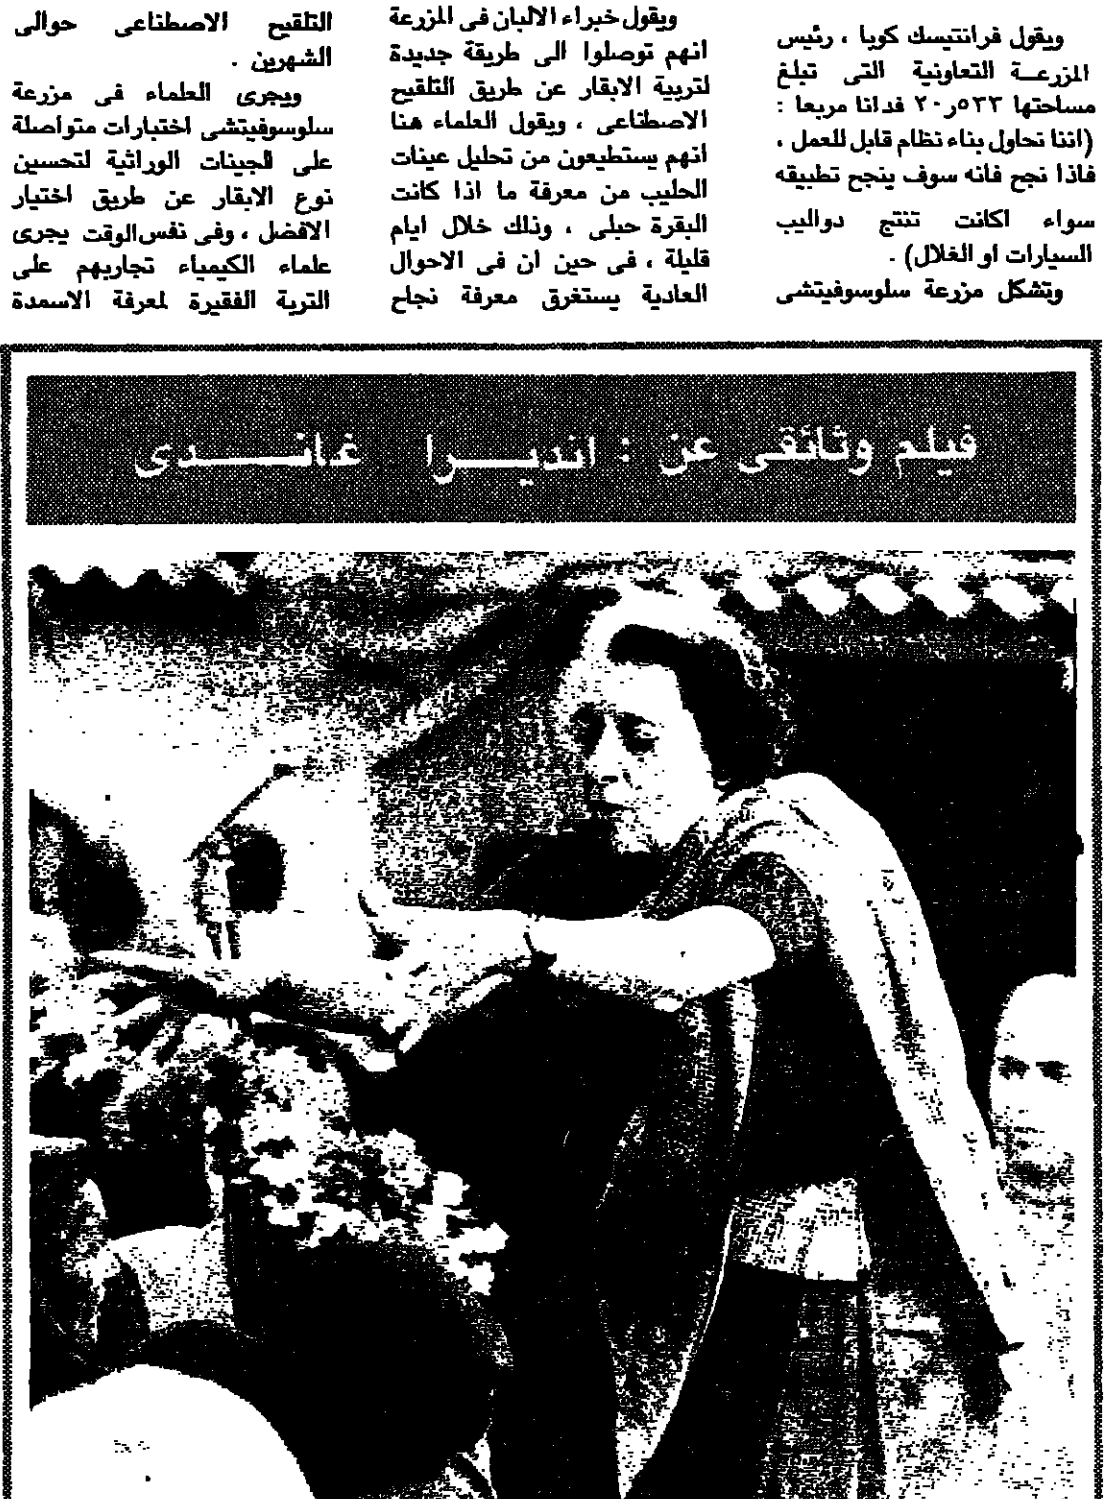 ويقول فرانتتيسك كوبا ، رئيس
المزرعة التعاونية التى تبلغ
مساحتها ٥٣٣ر٢٠ فدانا مربعا :
(اننا نحاول بناء نظام قابل للعمل ،
فاذا نجح فانه سوف ينجح تطبيقه
سواء اكانت تنتج دواليب
السيارات او الغلال) .
وتشكل مزرعة سلوسوفيتشى
ويقول خبراء الالبان فى المزرعة
انهم توصلوا الى طريقة جديدة
لتربية الابقار عن طريق التلقيح
الاصطناعى ، ويقول العلماء هنا
انهم يستطيعون من تحليل عينات
الحليب من معرفة ما اذا كانت
البقرة حبلى ، وذلك خلال ايام
قليلة ، فى حين ان فى الاحوال
العادية يستغرق معرفة نجاح
التلقيح الاصطناعى حوالى
الشهرين .
ويجرى العلماء فى مزرعة
سلوسوفيتشى اختبارات متواصلة
على الجينات الوراثية لتحسين
نوع الابقار عن طريق اختيار
الافضل ، وفى نفس الوقت يجرى
علماء الكيمياء تجاربهم على
التربة الفقيرة لمعرفة الاسمدة
فيلم وثائقى عن : انديرا غاندى